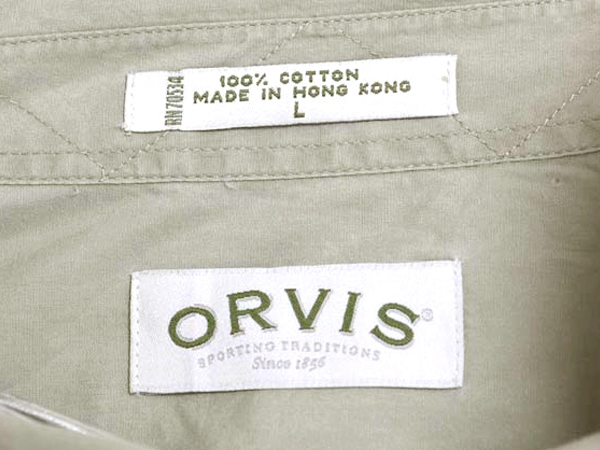 RN70534
100% COTTON
MADE IN HONG KONG
L
ORVIS®
SPORTING TRADITIONS
Since 1856